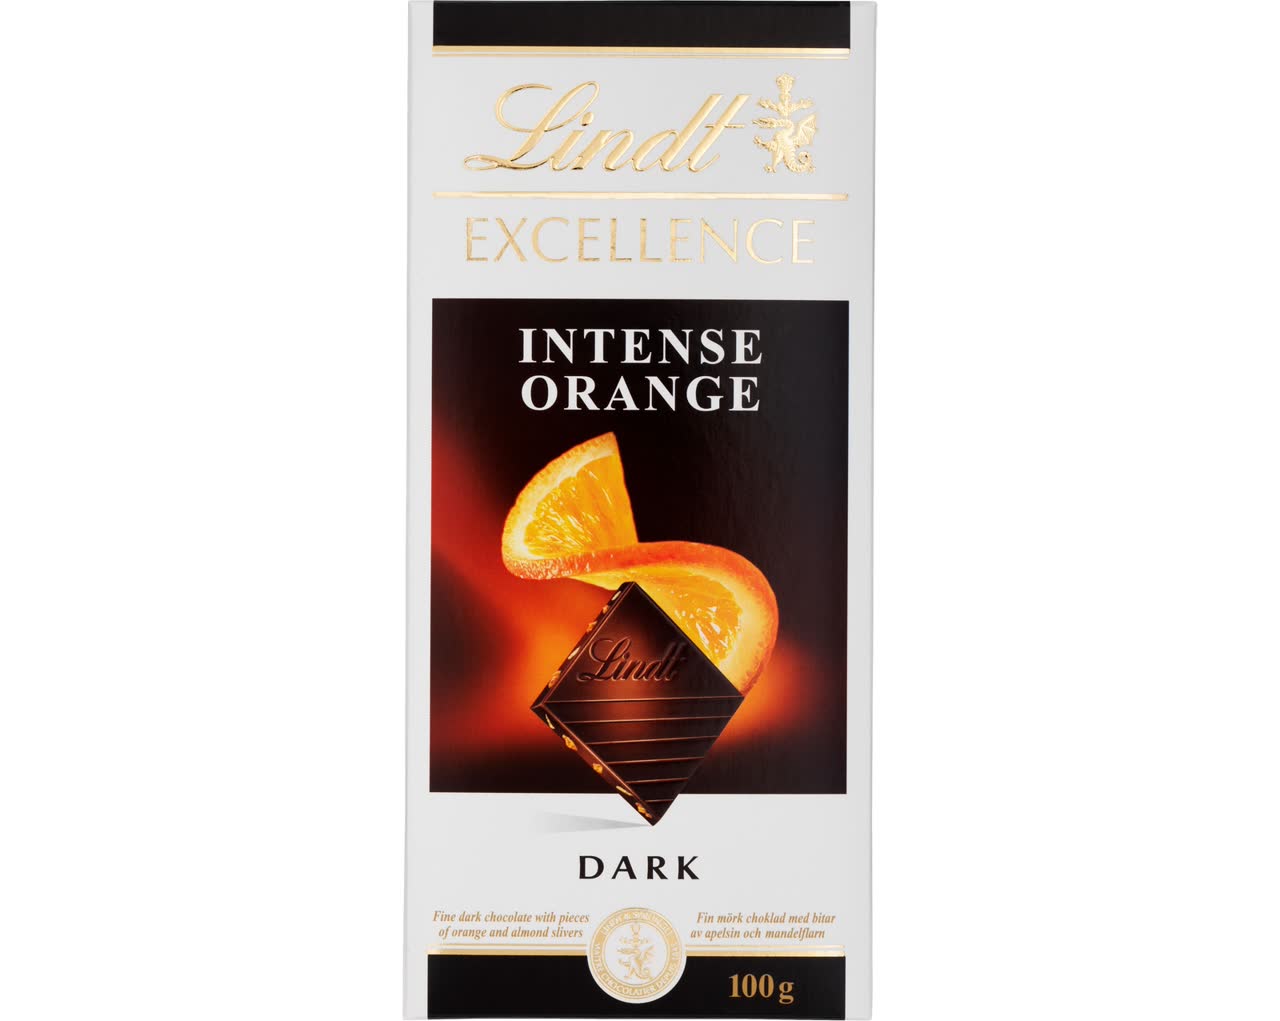 Lindt
EXCELLENCE
INTENSE
ORANGE
Lindt
DARK
Fine dark chocolate with pieces
of orange and almond slivers
Fin mörk choklad med bitar
av apelsin och mandelflarn
100 g